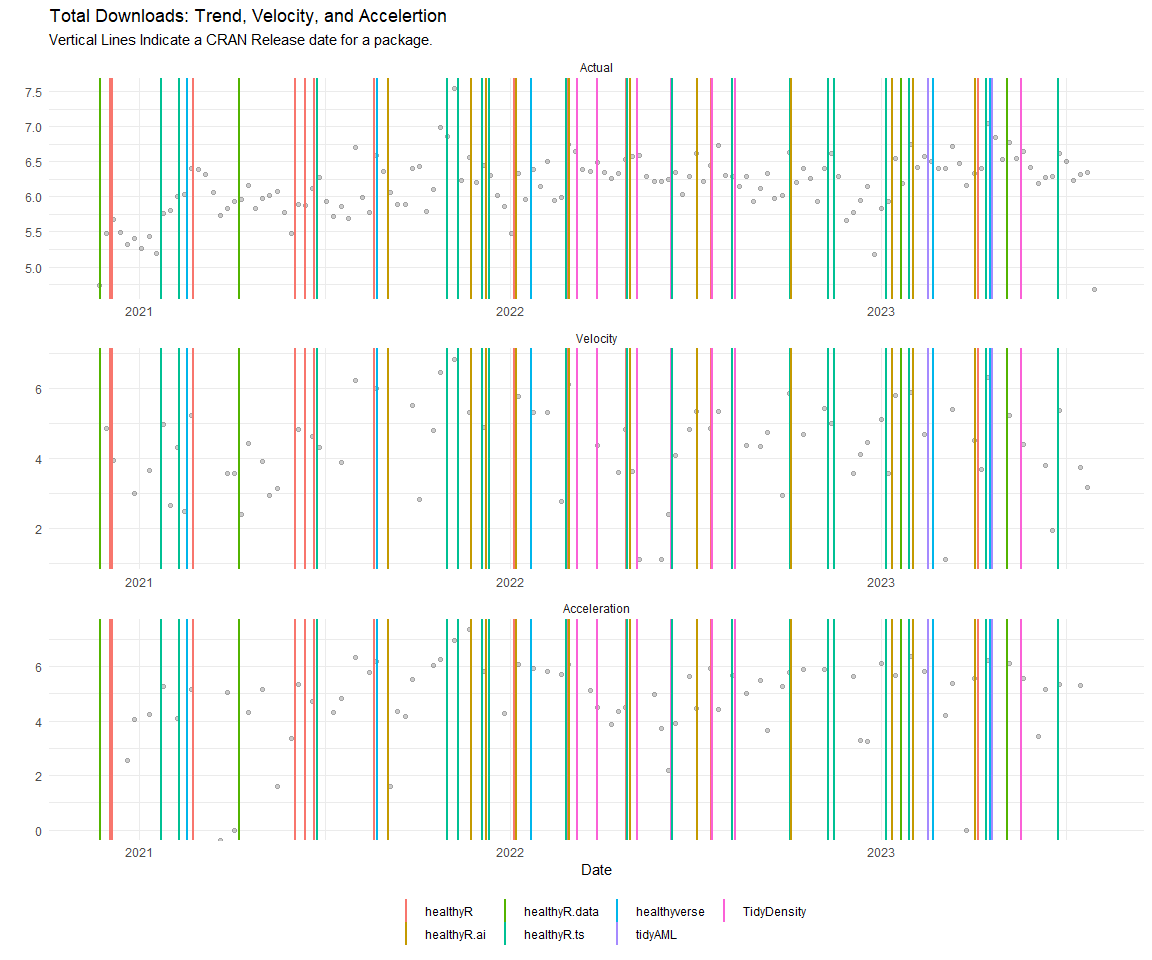 Total Downloads: Trend, Velocity, and Accelertion
Vertical Lines Indicate a CRAN Release date for a package.
Actual
7.5
7.0
6.5
6.0
5.5
5.0
2021 2022 2023
Velocity
6
4
2
2021 2022 2023
Acceleration
6
4
2
0
2021 2022 2023
Date
healthyR healthyR.data healthyverse TidyDensity
healthyR.ai healthyR.ts tidyAML